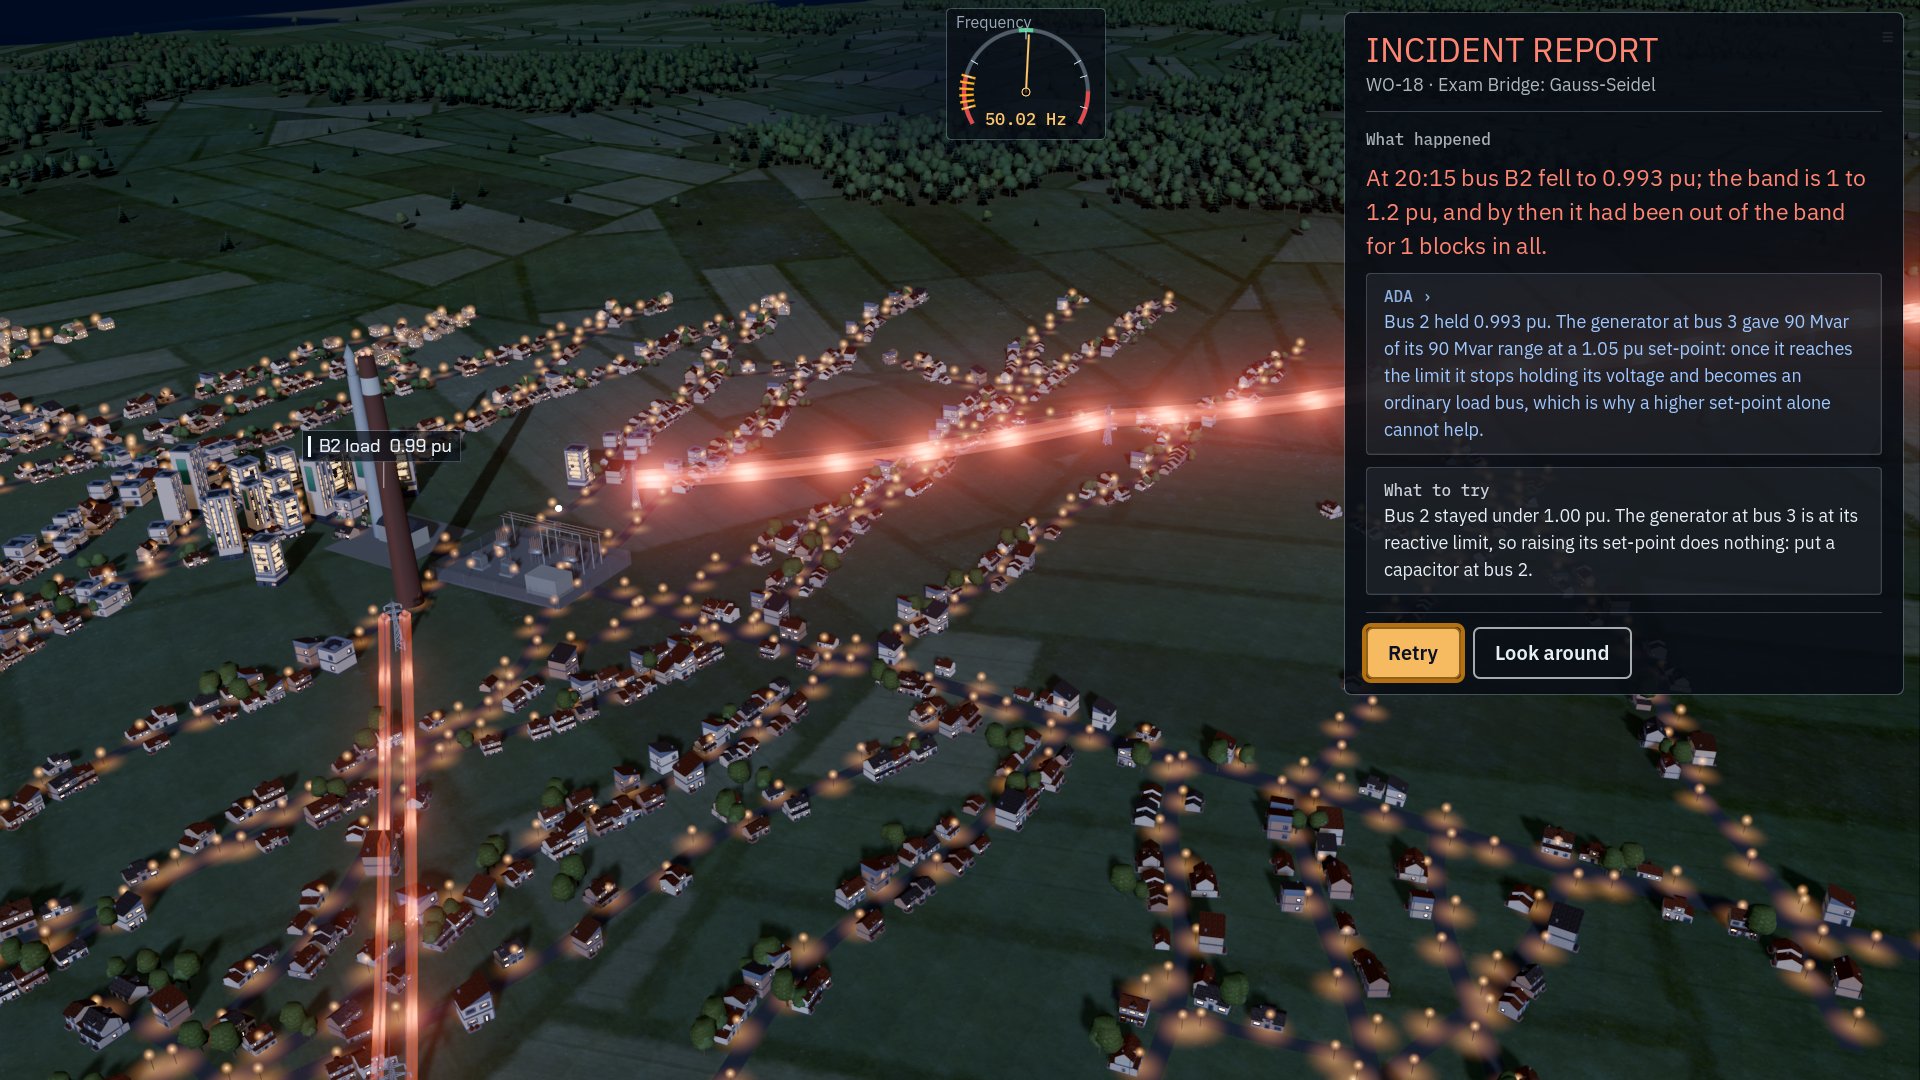 Frequency
50.02 Hz
B2 load 0.99 pu
INCIDENT REPORT
WO-18 · Exam Bridge: Gauss-Seidel
What happened
At 20:15 bus B2 fell to 0.993 pu; the band is 1 to
1.2 pu, and by then it had been out of the band
for 1 blocks in all.
ADA ›
Bus 2 held 0.993 pu. The generator at bus 3 gave 90 Mvar
of its 90 Mvar range at a 1.05 pu set-point: once it reaches
the limit it stops holding its voltage and becomes an
ordinary load bus, which is why a higher set-point alone
cannot help.
What to try
Bus 2 stayed under 1.00 pu. The generator at bus 3 is at its
reactive limit, so raising its set-point does nothing: put a
capacitor at bus 2.
Retry
Look around